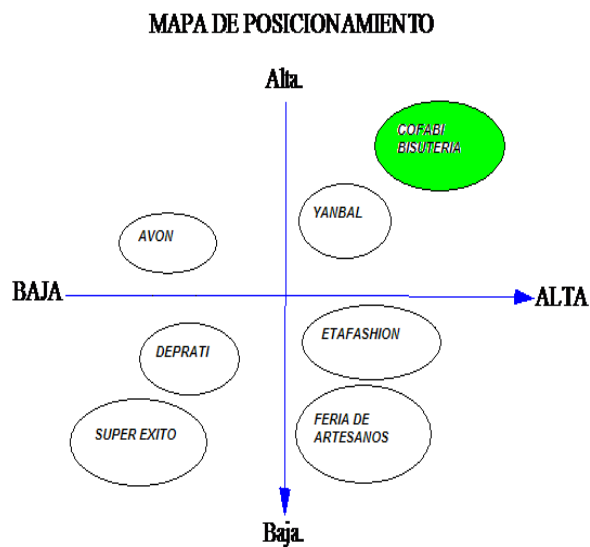 MAPA DE POSICIONAMIENTO
Alta.
COFABI
BISUTERIA
YANBAL
AVON
BAJA
ALTA
ETAFASHION
DEPRATI
FERIA DE
ARTESANOS
SUPER EXITO
Baja.